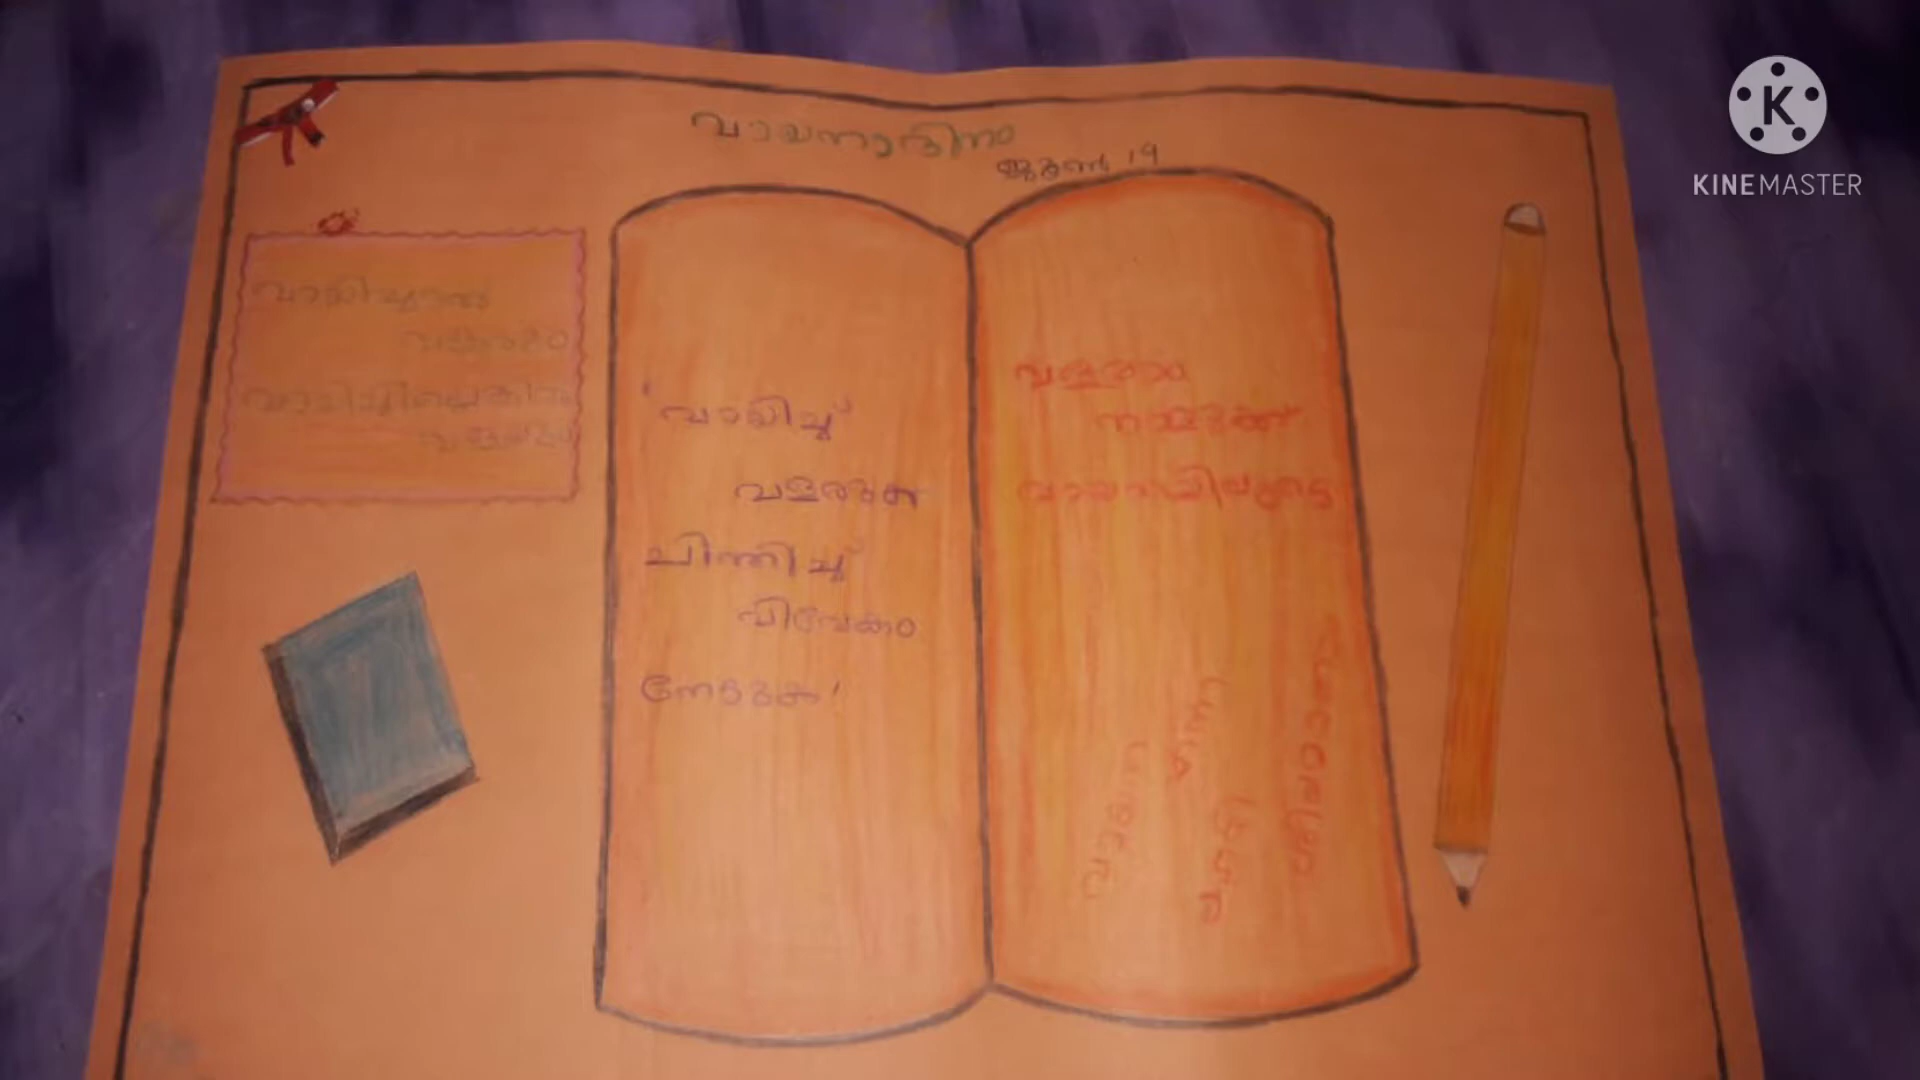 വായനാദിനം
ജൂൺ 19
വായിച്ചാൽ
വളരും
വായിച്ചില്ലെങ്കിലും
വളയും
'വായിച്ച്
വളരുക
ചിന്തിച്ച്
വിവേകം
നേടുക'
വളരാം
നമുക്ക്
വായനയിലൂടെ
KINEMASTER